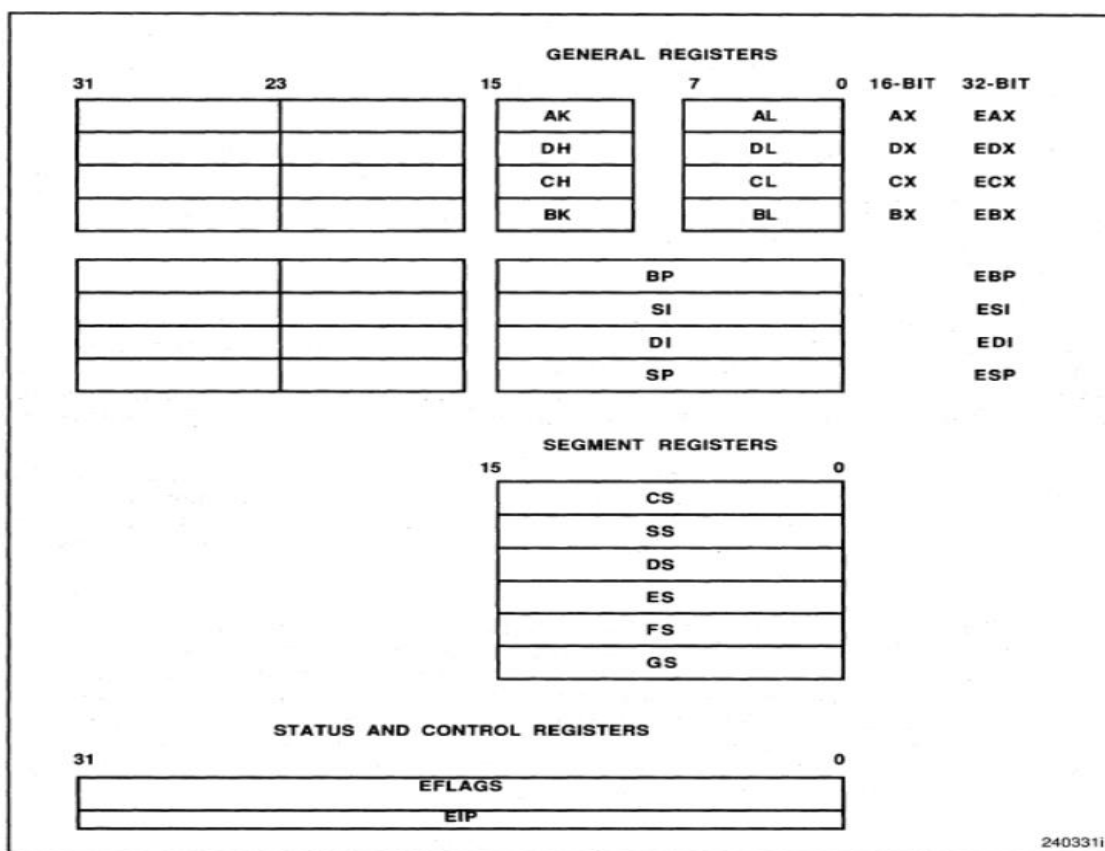 GENERAL REGISTERS
31 23 15 7 0 16-BIT 32-BIT
AK AL AX EAX
DH DL DX EDX
CH CL CX ECX
BK BL BX EBX
BP EBP
SI ESI
DI EDI
SP ESP
SEGMENT REGISTERS
15 0
CS
SS
DS
ES
FS
GS
STATUS AND CONTROL REGISTERS
31 0
EFLAGS
EIP
240331i